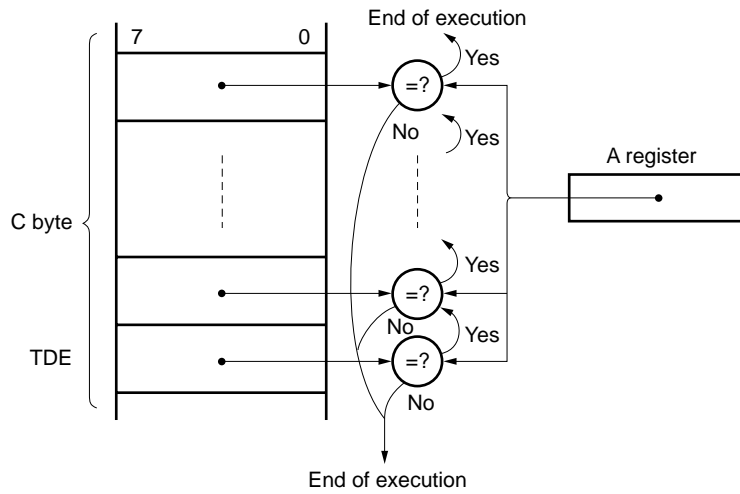 End of execution
7 0
Yes
=?
No
Yes
A register
C byte
Yes
=?
No
Yes
TDE
=?
No
End of execution